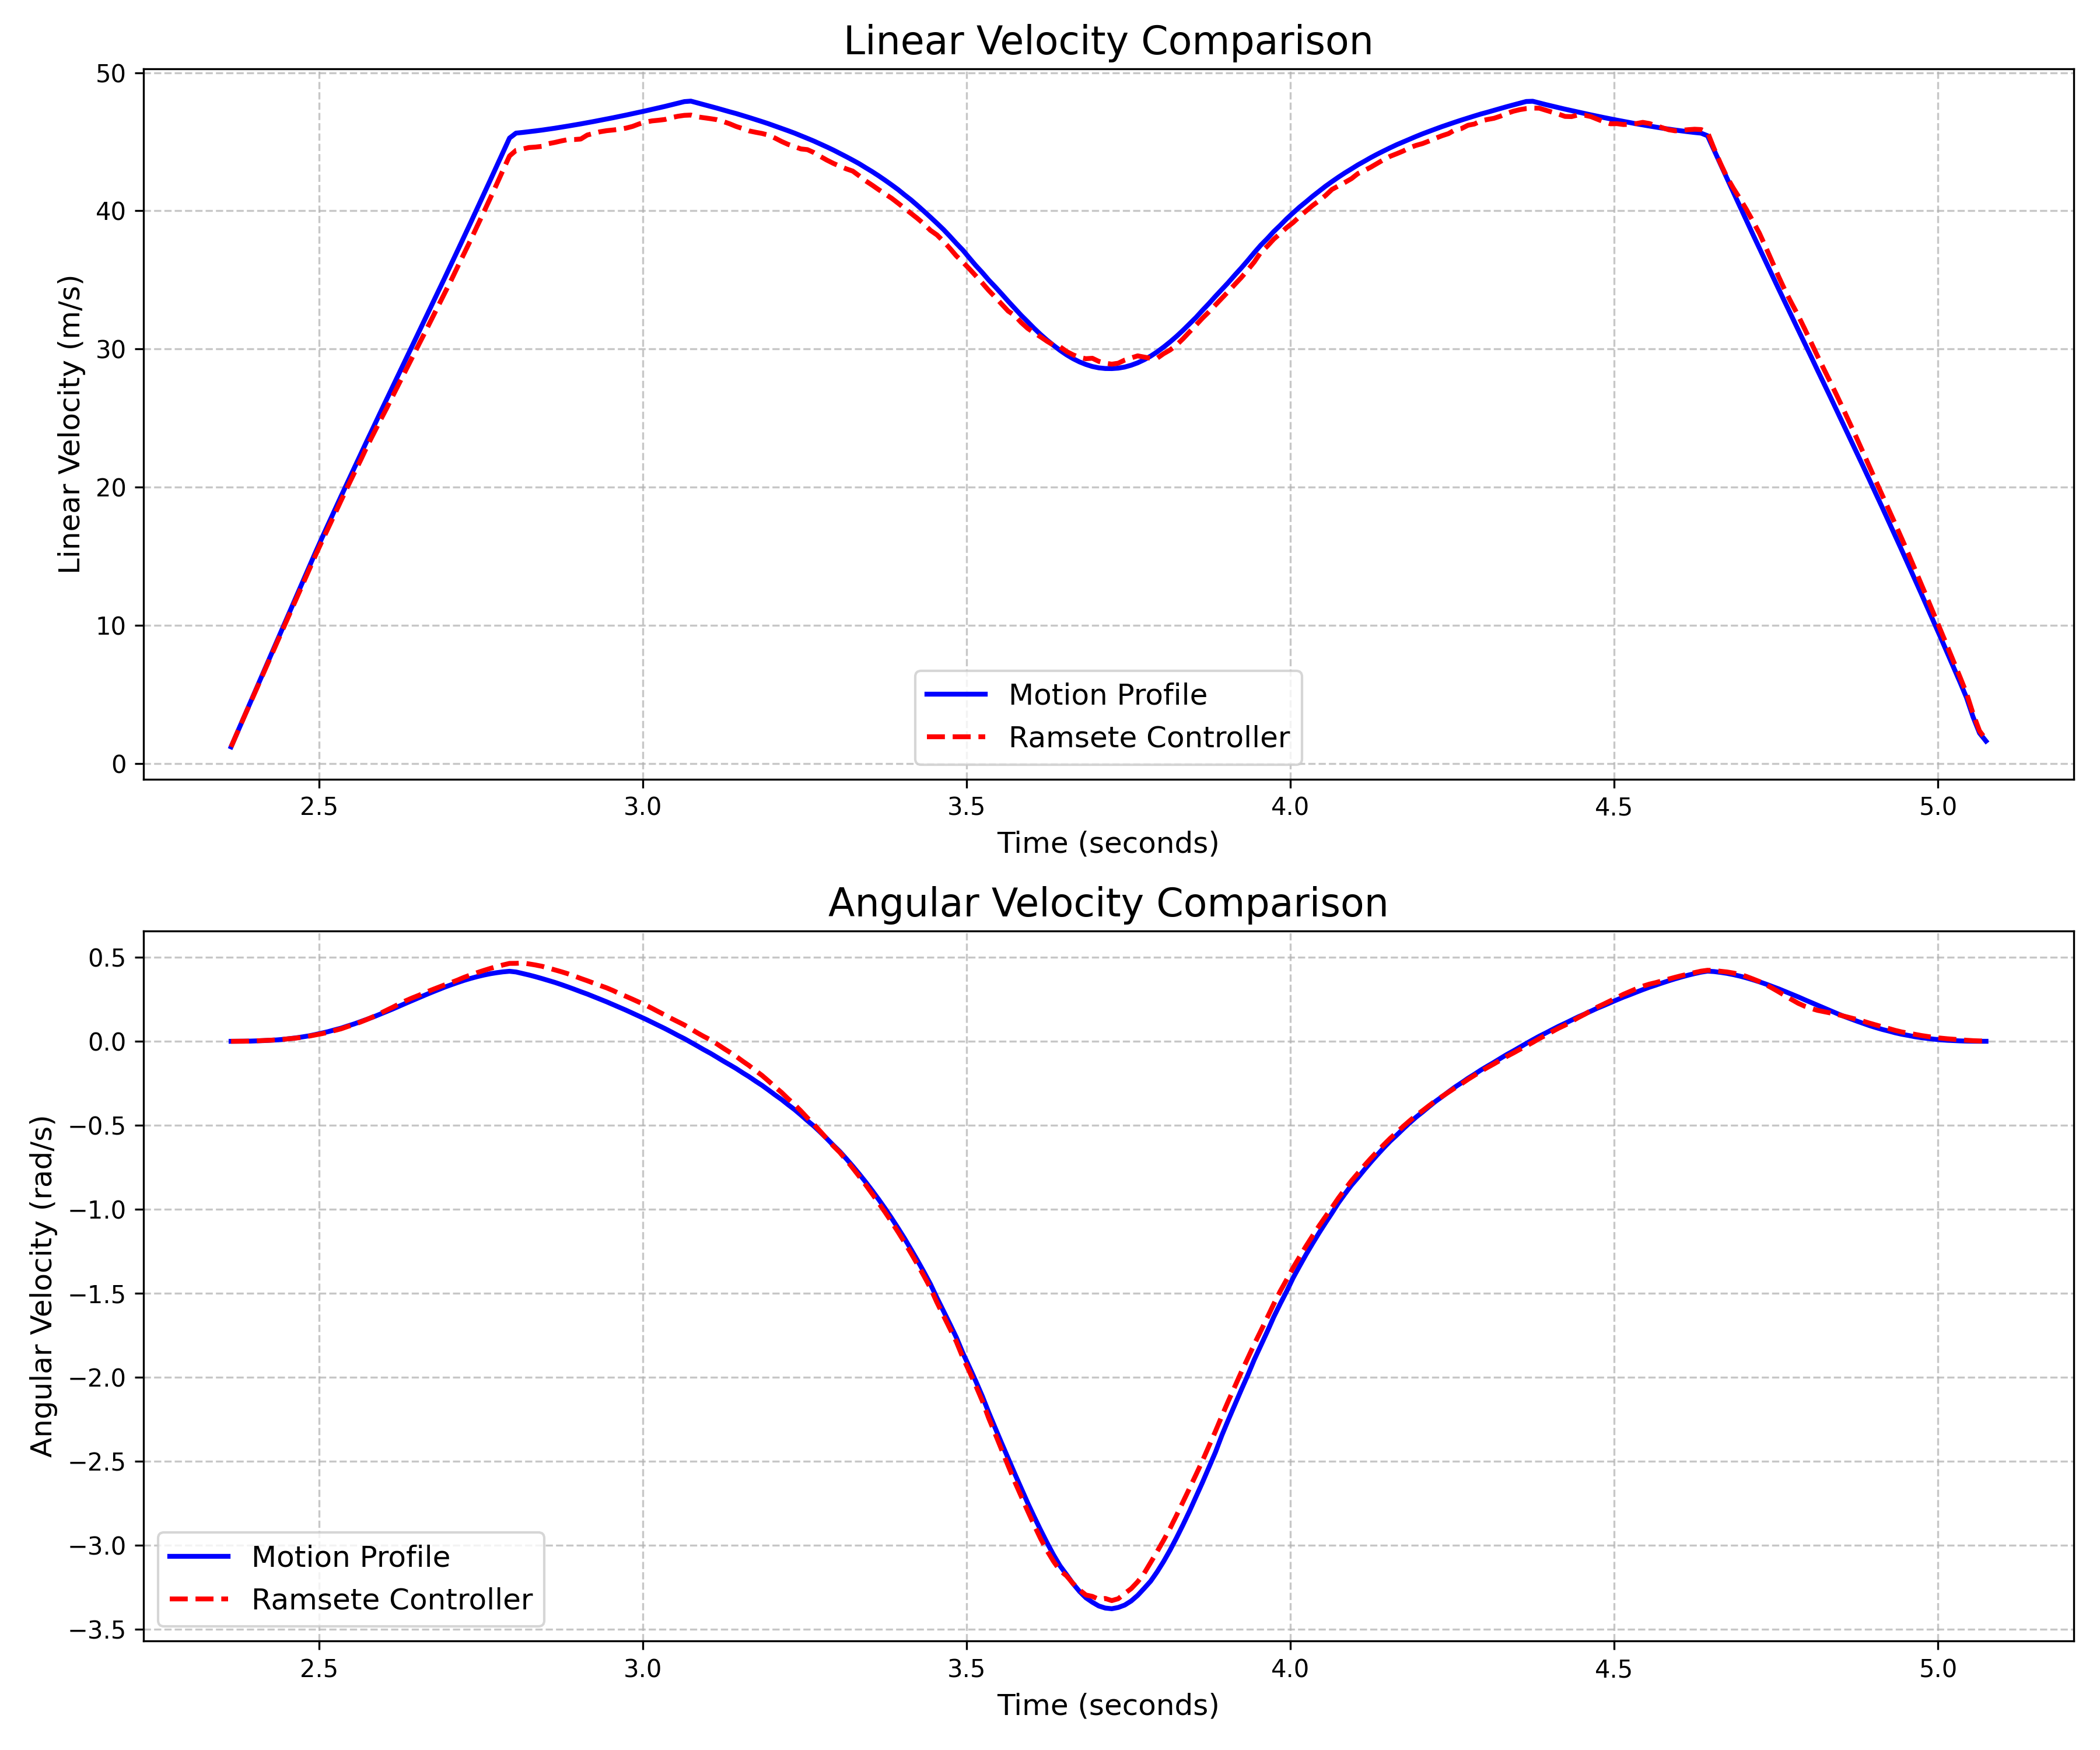 Linear Velocity Comparison
50
40
30
20
10
0
Linear Velocity (m/s)
Motion Profile
Ramsete Controller
2.5 3.0 3.5 4.0 4.5 5.0
Time (seconds)
Angular Velocity Comparison
0.5
0.0
−0.5
−1.0
−1.5
−2.0
−2.5
−3.0
−3.5
Angular Velocity (rad/s)
Motion Profile
Ramsete Controller
2.5 3.0 3.5 4.0 4.5 5.0
Time (seconds)